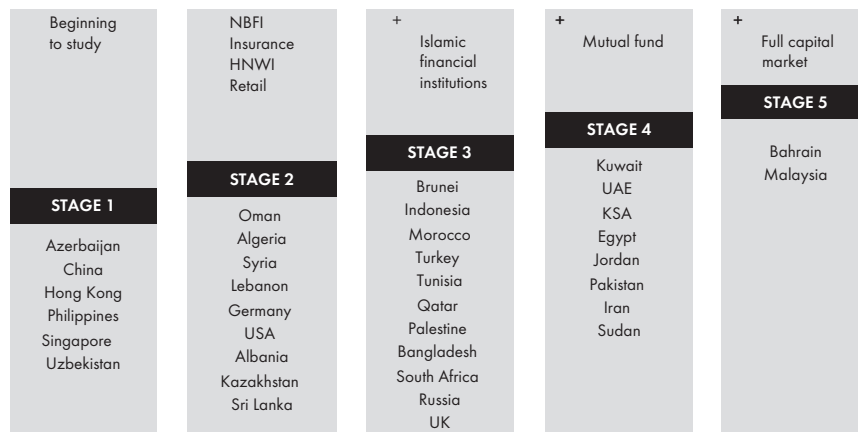 Beginning
to study
STAGE 1
Azerbaijan
China
Hong Kong
Philippines
Singapore
Uzbekistan
NBFI
Insurance
HNWI
Retail
STAGE 2
Oman
Algeria
Syria
Lebanon
Germany
USA
Albania
Kazakhstan
Sri Lanka
+
Islamic
financial
institutions
STAGE 3
Brunei
Indonesia
Morocco
Turkey
Tunisia
Qatar
Palestine
Bangladesh
South Africa
Russia
UK
+
Mutual fund
STAGE 4
Kuwait
UAE
KSA
Egypt
Jordan
Pakistan
Iran
Sudan
+
Full capital
market
STAGE 5
Bahrain
Malaysia